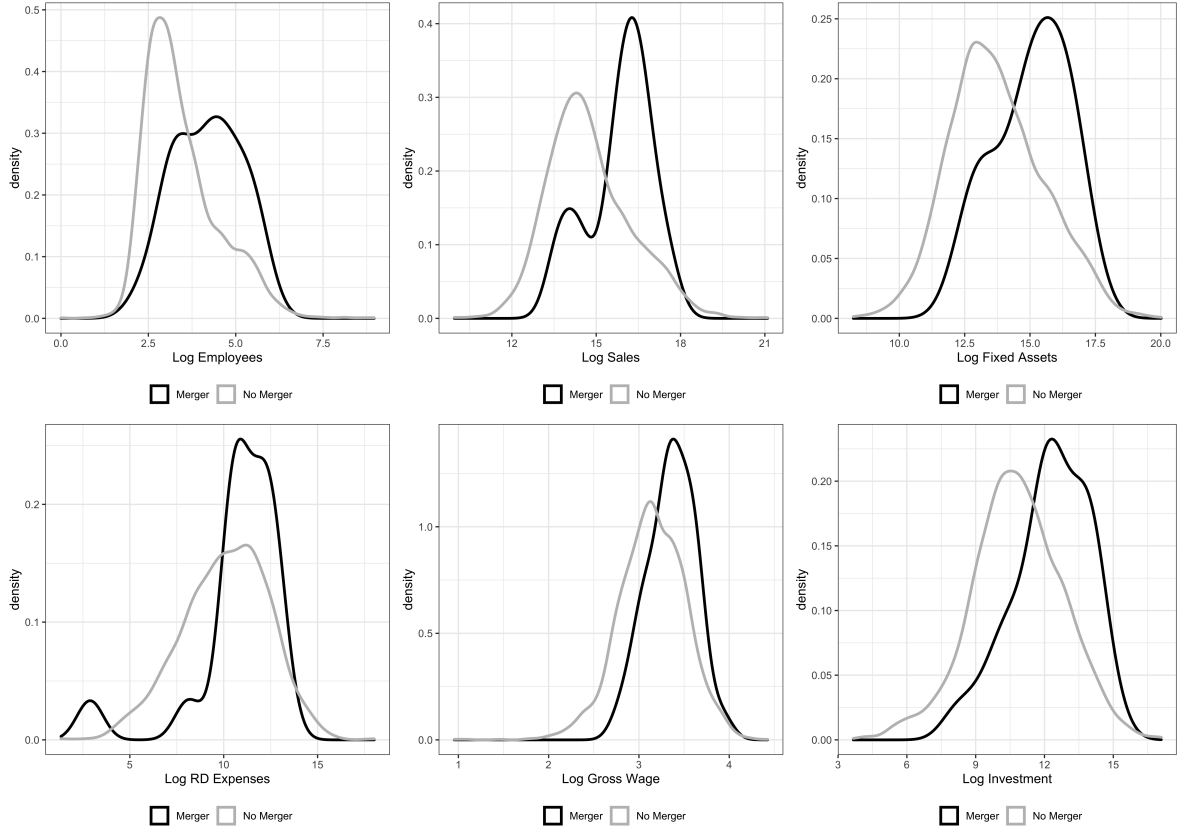 density
0.5
0.4
0.3
0.2
0.1
0.0
0.0 2.5 5.0 7.5
Log Employees
Merger No Merger
density
0.4
0.3
0.2
0.1
0.0
12 15 18 21
Log Sales
Merger No Merger
density
0.25
0.20
0.15
0.10
0.05
0.00
10.0 12.5 15.0 17.5 20.0
Log Fixed Assets
Merger No Merger
density
0.2
0.1
0.0
5 10 15
Log RD Expenses
Merger No Merger
density
1.0
0.5
0.0
1 2 3 4
Log Gross Wage
Merger No Merger
density
0.20
0.15
0.10
0.05
0.00
3 6 9 12 15
Log Investment
Merger No Merger